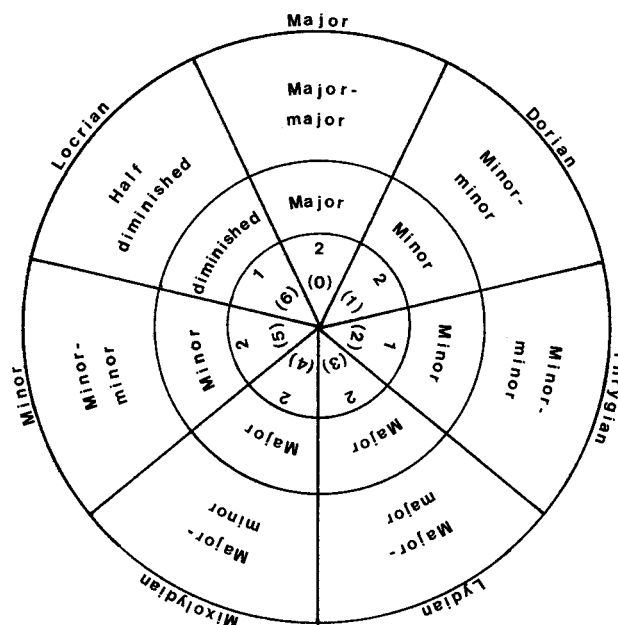 Major
Major-
major
Major
2
(0)
Dorian
Minor-
minor
Minor
2
(1)
Phrygian
Minor-
minor
Minor
1
(2)
Lydian
Major-
major
Major
2
(3)
Mixolydian
Major-
minor
Major
2
(4)
Minor
Minor-
minor
Minor
2
(5)
Locrian
Half
diminished
diminished
1
(6)